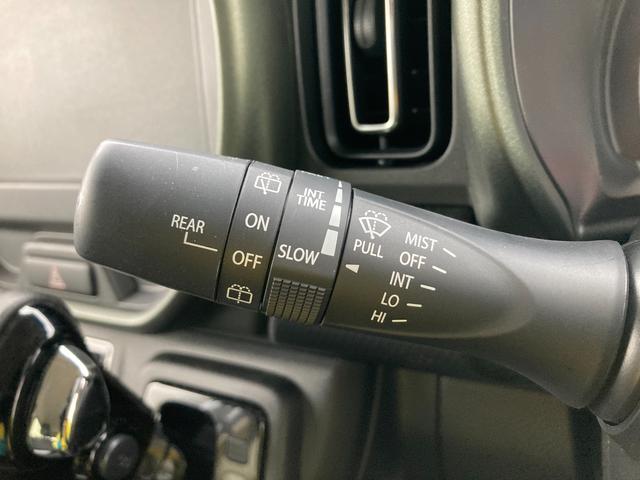 REAR
ON
OFF
INT
TIME
SLOW
PULL
MIST
OFF
INT
LO
HI